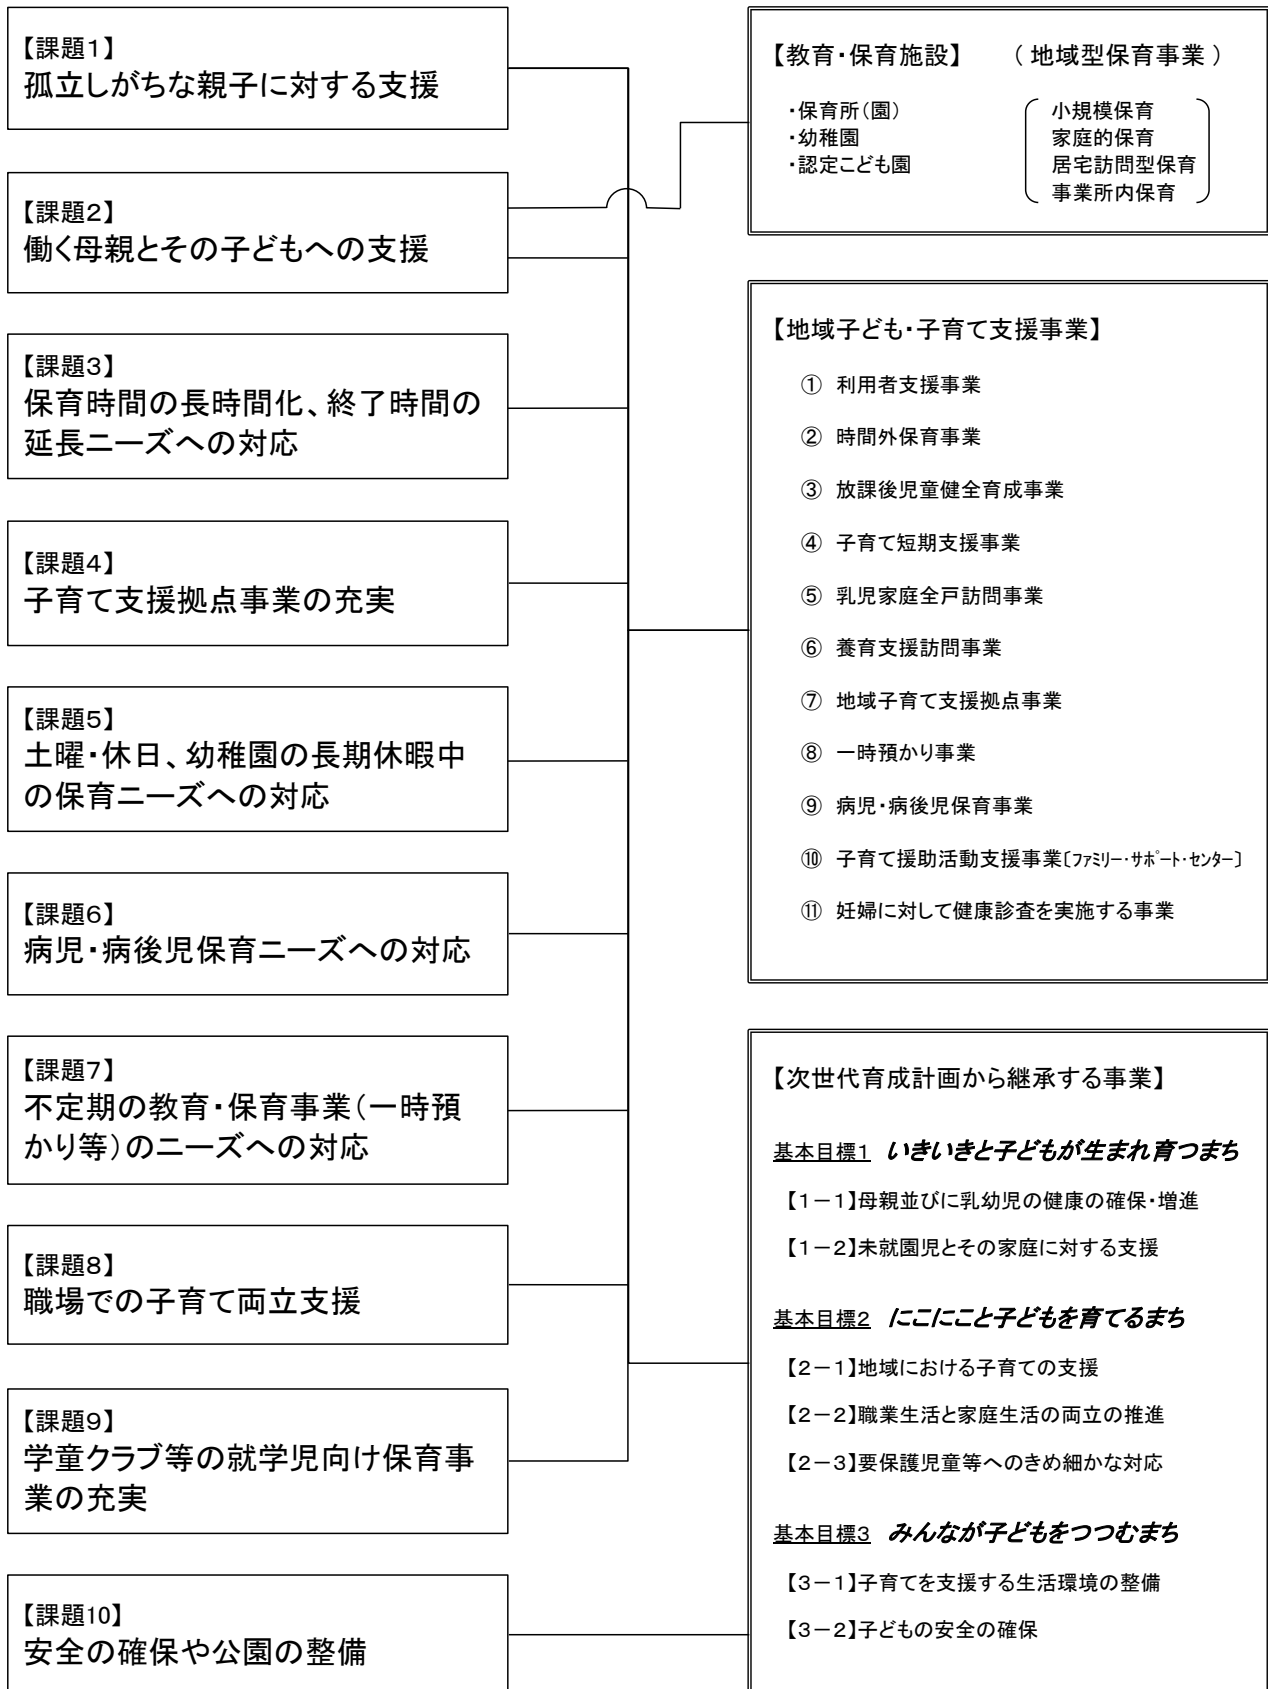 【課題1】
孤立しがちな親子に対する支援
【課題2】
働く母親とその子どもへの支援
【課題3】
保育時間の長時間化、終了時間の
延長ニーズへの対応
【課題4】
子育て支援拠点事業の充実
【課題5】
土曜・休日、幼稚園の長期休暇中
の保育ニーズへの対応
【課題6】
病児・病後児保育ニーズへの対応
【課題7】
不定期の教育・保育事業（一時預
かり等）のニーズへの対応
【課題8】
職場での子育て両立支援
【課題9】
学童クラブ等の就学児向け保育事
業の充実
【課題10】
安全の確保や公園の整備
【教育・保育施設】　（地域型保育事業）
・保育所（園）　小規模保育
・幼稚園　家庭的保育
・認定こども園　居宅訪問型保育
事業所内保育
【地域子ども・子育て支援事業】
① 利用者支援事業
② 時間外保育事業
③ 放課後児童健全育成事業
④ 子育て短期支援事業
⑤ 乳児家庭全戸訪問事業
⑥ 養育支援訪問事業
⑦ 地域子育て支援拠点事業
⑧ 一時預かり事業
⑨ 病児・病後児保育事業
⑩ 子育て援助活動支援事業〔ﾌｧﾐﾘｰ・ｻﾎﾟｰﾄ・ｾﾝﾀｰ〕
⑪ 妊婦に対して健康診査を実施する事業
【次世代育成計画から継承する事業】
基本目標1　いきいきと子どもが生まれ育つまち
【1－1】母親並びに乳幼児の健康の確保・増進
【1－2】未就園児とその家庭に対する支援
基本目標2　にこにこと子どもを育てるまち
【2－1】地域における子育ての支援
【2－2】職業生活と家庭生活の両立の推進
【2－3】要保護児童等へのきめ細かな対応
基本目標3　みんなが子どもをつつむまち
【3－1】子育てを支援する生活環境の整備
【3－2】子どもの安全の確保